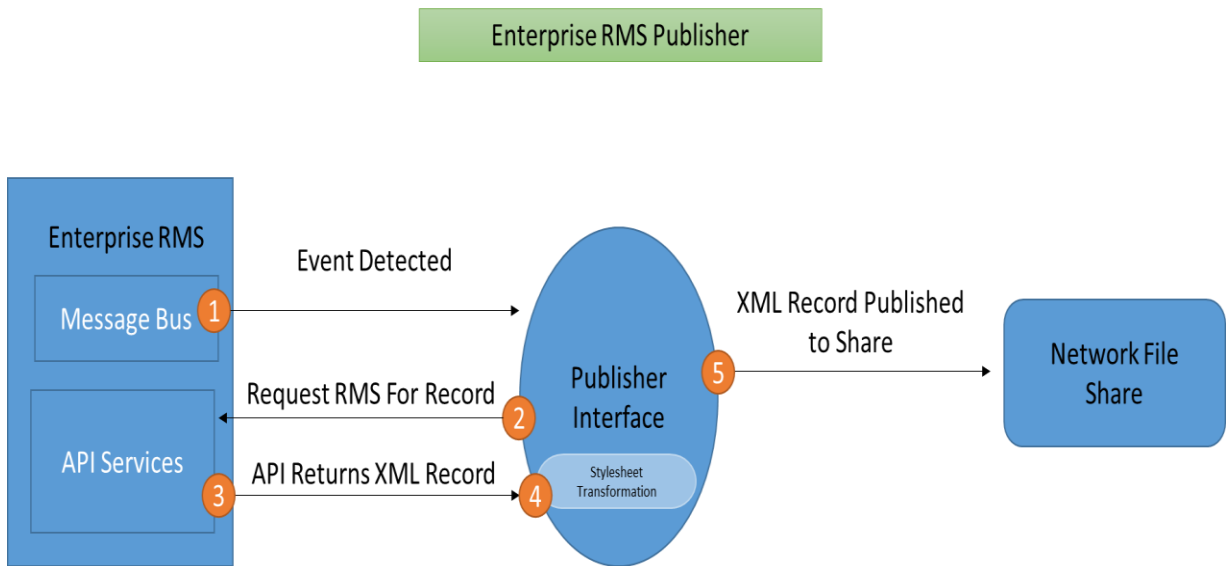 Enterprise RMS Publisher
Enterprise RMS
Message Bus
1
Event Detected
Request RMS For Record
2
API Services
3
API Returns XML Record
4
Publisher
Interface
Stylesheet
Transformation
5
XML Record Published
to Share
Network File
Share